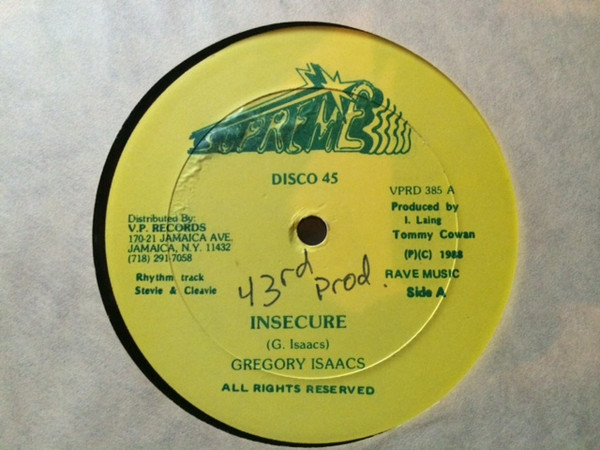 SUPREME
DISCO 45
VPRD 385 A
Produced by
I. Laing
Tommy Cowan
(P)(C) 1988
RAVE MUSIC
Side A
Distributed By:
V.P. RECORDS
170-21 JAMAICA AVE.
JAMAICA, N.Y. 11432
(718) 291-7058
Rhythm track
Stevie & Cleavie
43rd Prod.
INSECURE
(G. Isaacs)
GREGORY ISAACS
ALL RIGHTS RESERVED